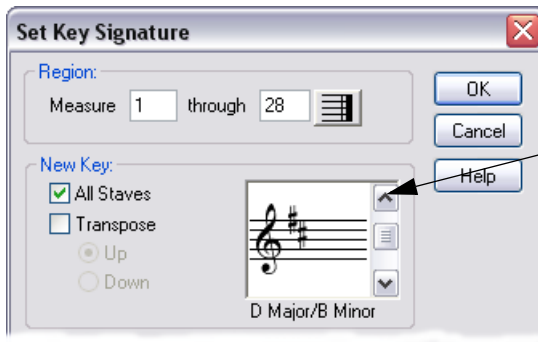 Set Key Signature
Region:
Measure 1 through 28
OK
Cancel
Help
New Key:
All Staves
Transpose
Up
Down
D Major/B Minor